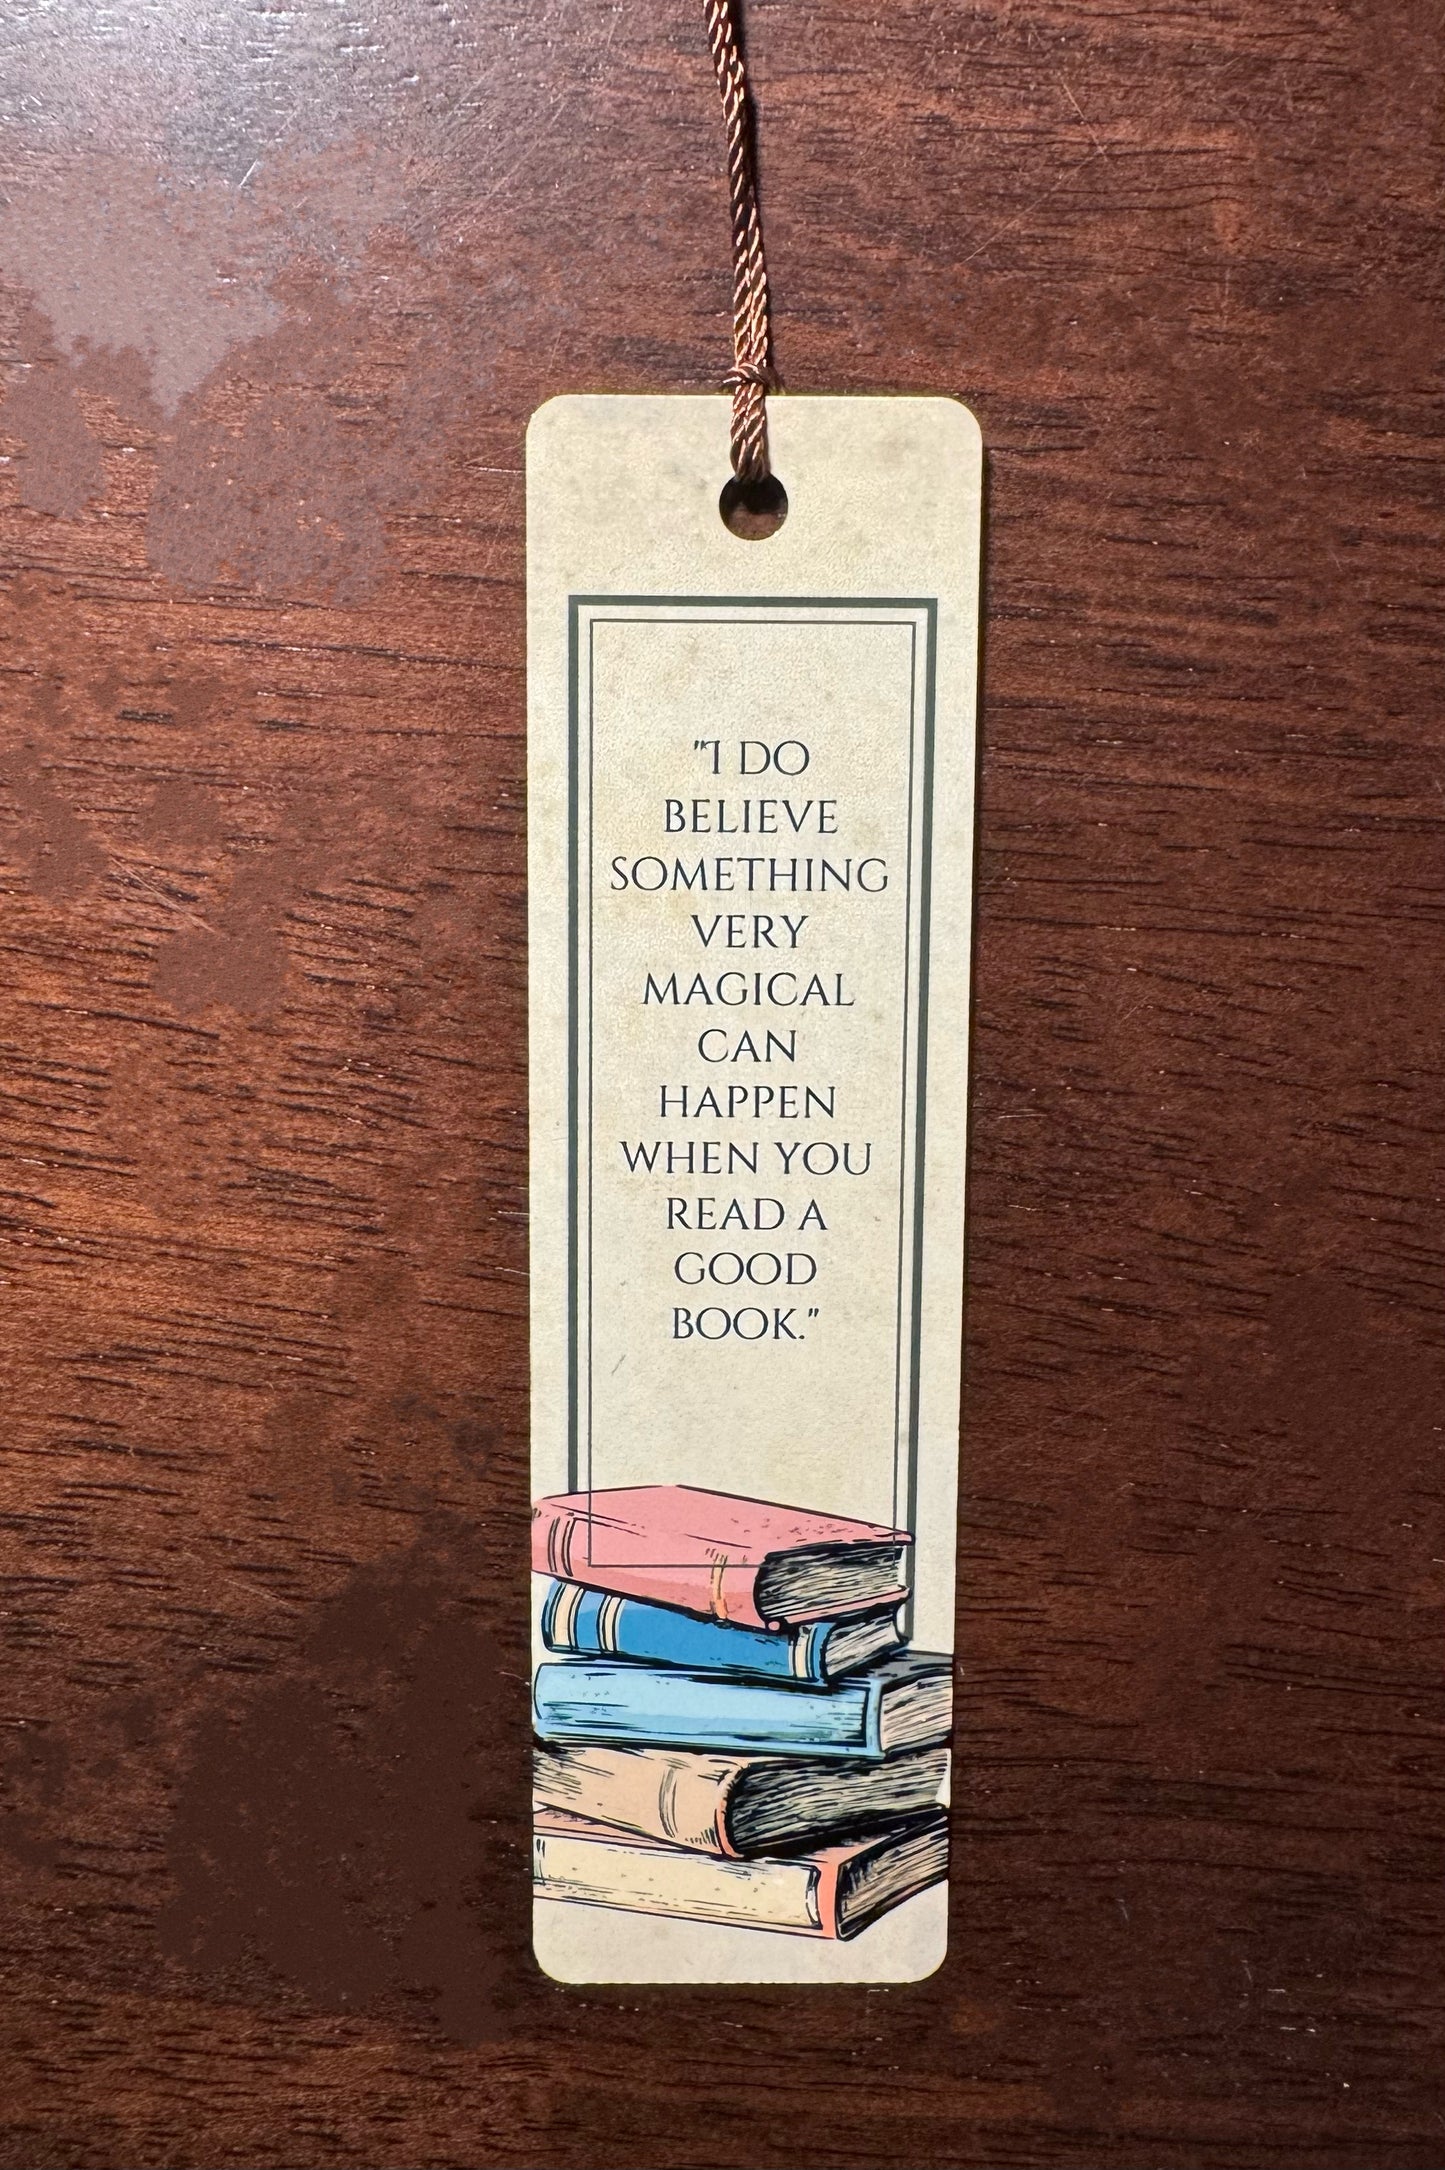 "I DO
BELIEVE
SOMETHING
VERY
MAGICAL
CAN
HAPPEN
WHEN YOU
READ A
GOOD
BOOK."